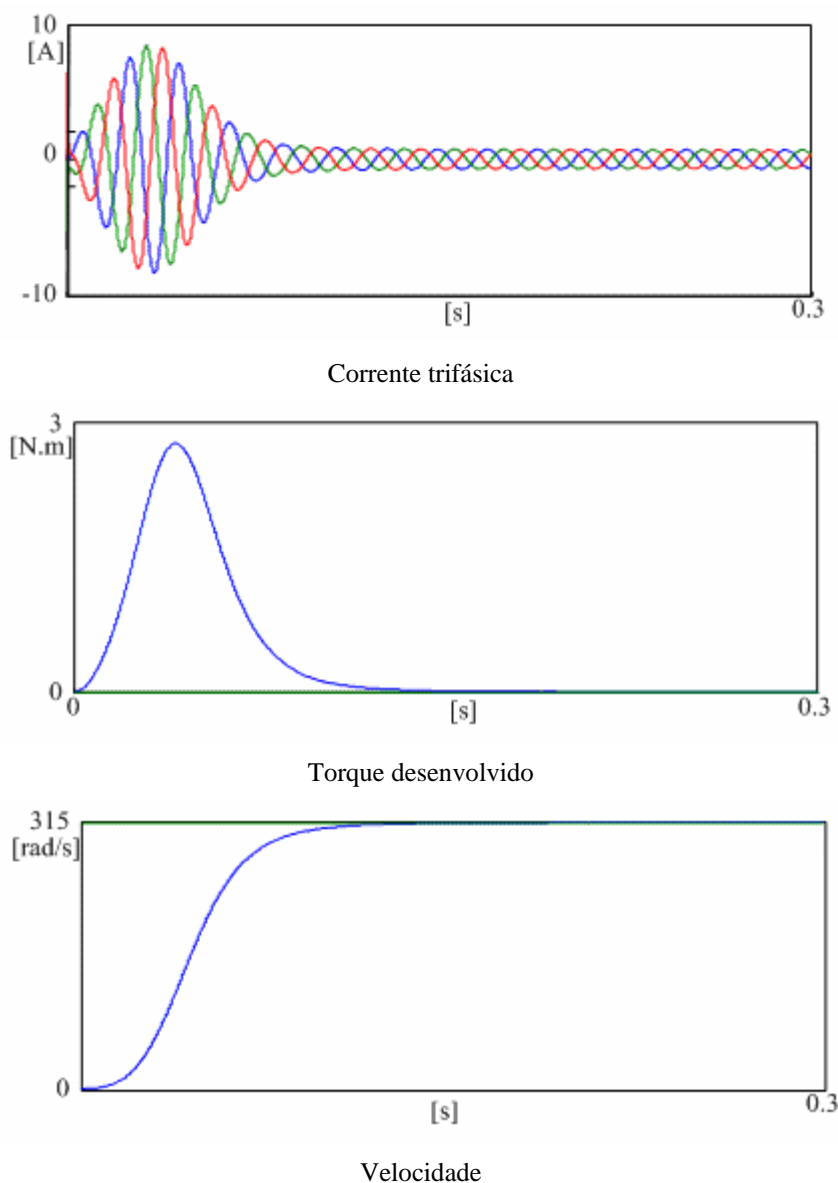 10
[A]
0
-10
[s]
0.3
Corrente trifásica
3
[N.m]
0
0
[s]
0.3
Torque desenvolvido
315
[rad/s]
0
[s]
0.3
Velocidade